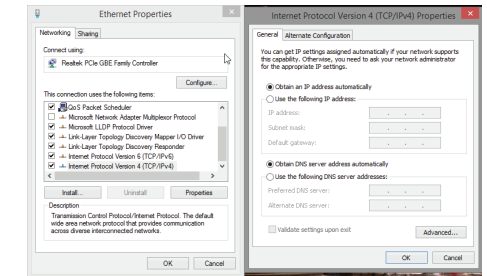 Ethernet Properties
Networking
Sharing
Connect using:
Realtek PCIe GBE Family Controller
Configure...
This connection uses the following items:
QoS Packet Scheduler
Microsoft Network Adapter Multiplexor Protocol
Microsoft LLDP Protocol Driver
Link-Layer Topology Discovery Mapper I/O Driver
Link-Layer Topology Discovery Responder
Internet Protocol Version 6 (TCP/IPv6)
Internet Protocol Version 4 (TCP/IPv4)
Install...
Uninstall
Properties
Description
Transmission Control Protocol/Internet Protocol. The default
wide area network protocol that provides communication
across diverse interconnected networks.
OK
Cancel
Internet Protocol Version 4 (TCP/IPv4) Properties
General
Alternate Configuration
You can get IP settings assigned automatically if your network supports
this capability. Otherwise, you need to ask your network administrator
for the appropriate IP settings.
Obtain an IP address automatically
Use the following IP address:
IP address:
Subnet mask:
Default gateway:
Obtain DNS server address automatically
Use the following DNS server addresses:
Preferred DNS server:
Alternate DNS server:
Validate settings upon exit
Advanced...
OK
Cancel